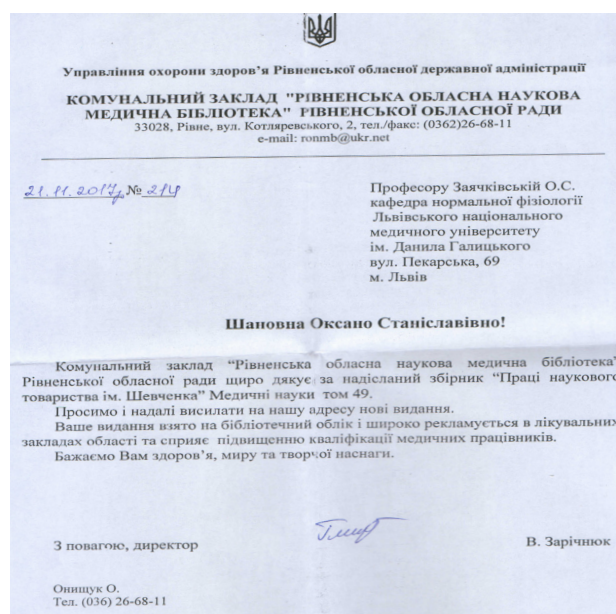 Управління охорони здоров’я Рівненської обласної державної адміністрації
КОМУНАЛЬНИЙ ЗАКЛАД "РІВНЕНСЬКА ОБЛАСНА НАУКОВА
МЕДИЧНА БІБЛІОТЕКА" РІВНЕНСЬКОЇ ОБЛАСНОЇ РАДИ
33028, Рівне, вул. Котляревського, 2, тел./факс: (0362)26-68-11
e-mail: ronmb@ukr.net
21.11.2017р № 214
Професору Заячківській О.С.
кафедра нормальної фізіології
Львівського національного
медичного університету
ім. Данила Галицького
вул. Пекарська, 69
м. Львів
Шановна Оксано Станіславівно!
Комунальний заклад “Рівненська обласна наукова медична бібліотека”
Рівненської обласної ради щиро дякує за надісланий збірник “Праці наукового
товариства ім. Шевченка” Медичні науки том 49.
Просимо і надалі висилати на нашу адресу нові видання.
Ваше видання взято на бібліотечний облік і широко рекламується в лікувальних
закладах області та сприяє підвищенню кваліфікації медичних працівників.
Бажаємо Вам здоров’я, миру та творчої наснаги.
З повагою, директор
В. Зарічнюк
Онищук О.
Тел. (036) 26-68-11